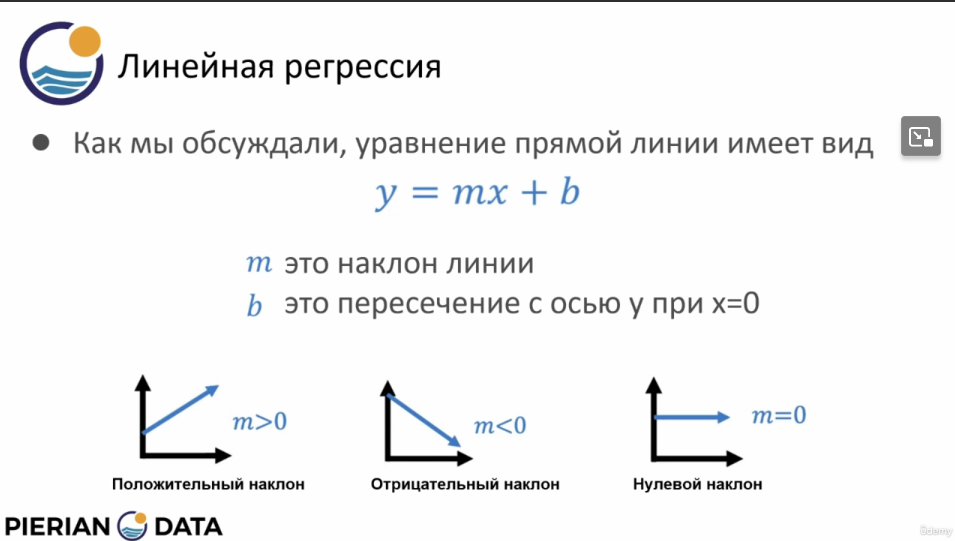 Линейная регрессия
● Как мы обсуждали, уравнение прямой линии имеет вид
y = mx + b
m это наклон линии
b это пересечение с осью y при x=0
m>0
m<0
m=0
Положительный наклон
Отрицательный наклон
Нулевой наклон
PIERIAN DATA
ûdemy